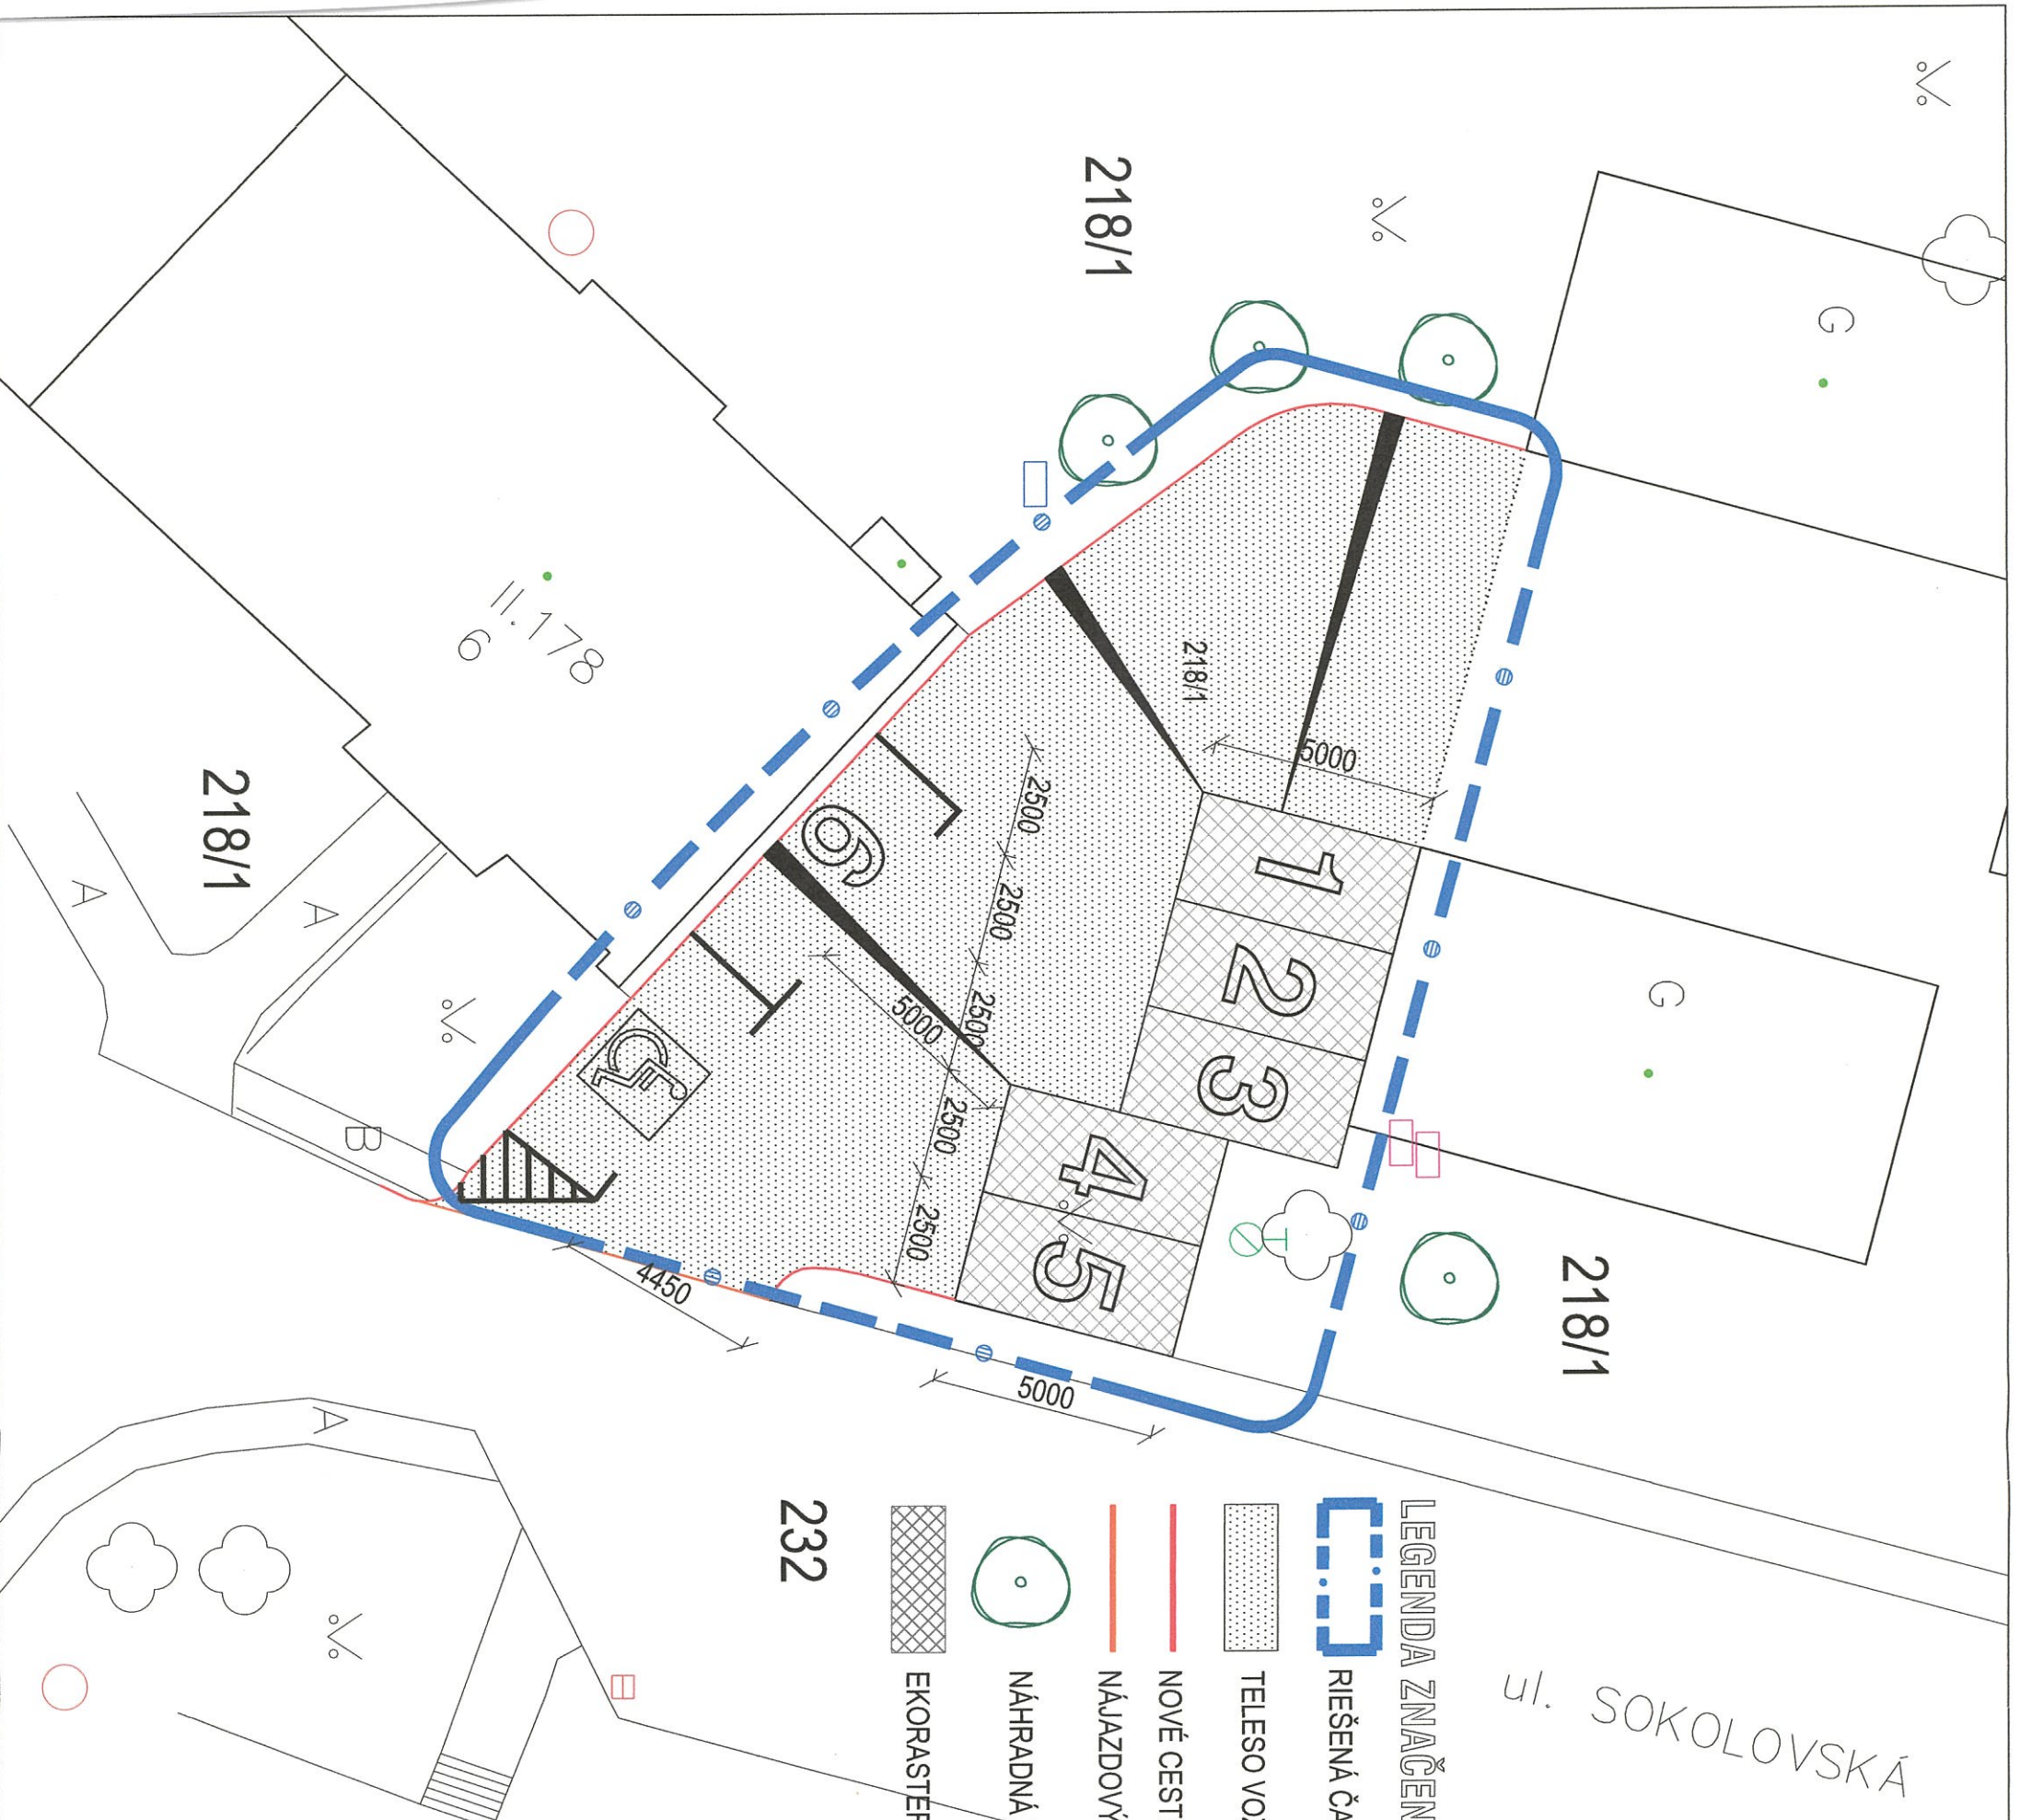 218/1
G
218/1
5000
1
2
3
4
5
2500
2500
2500
2500
2500
5000
6
II.178
6
G
218/1
218/1
A
A
B
4450
5000
A
232
ul. SOKOLOVSKÁ
LEGENDA ZNAČEN
RIEŠENÁ ČA
TELESO VOZ
NOVÉ CEST
NÁJAZDOVÝ
NÁHRADNÁ
EKORASTER